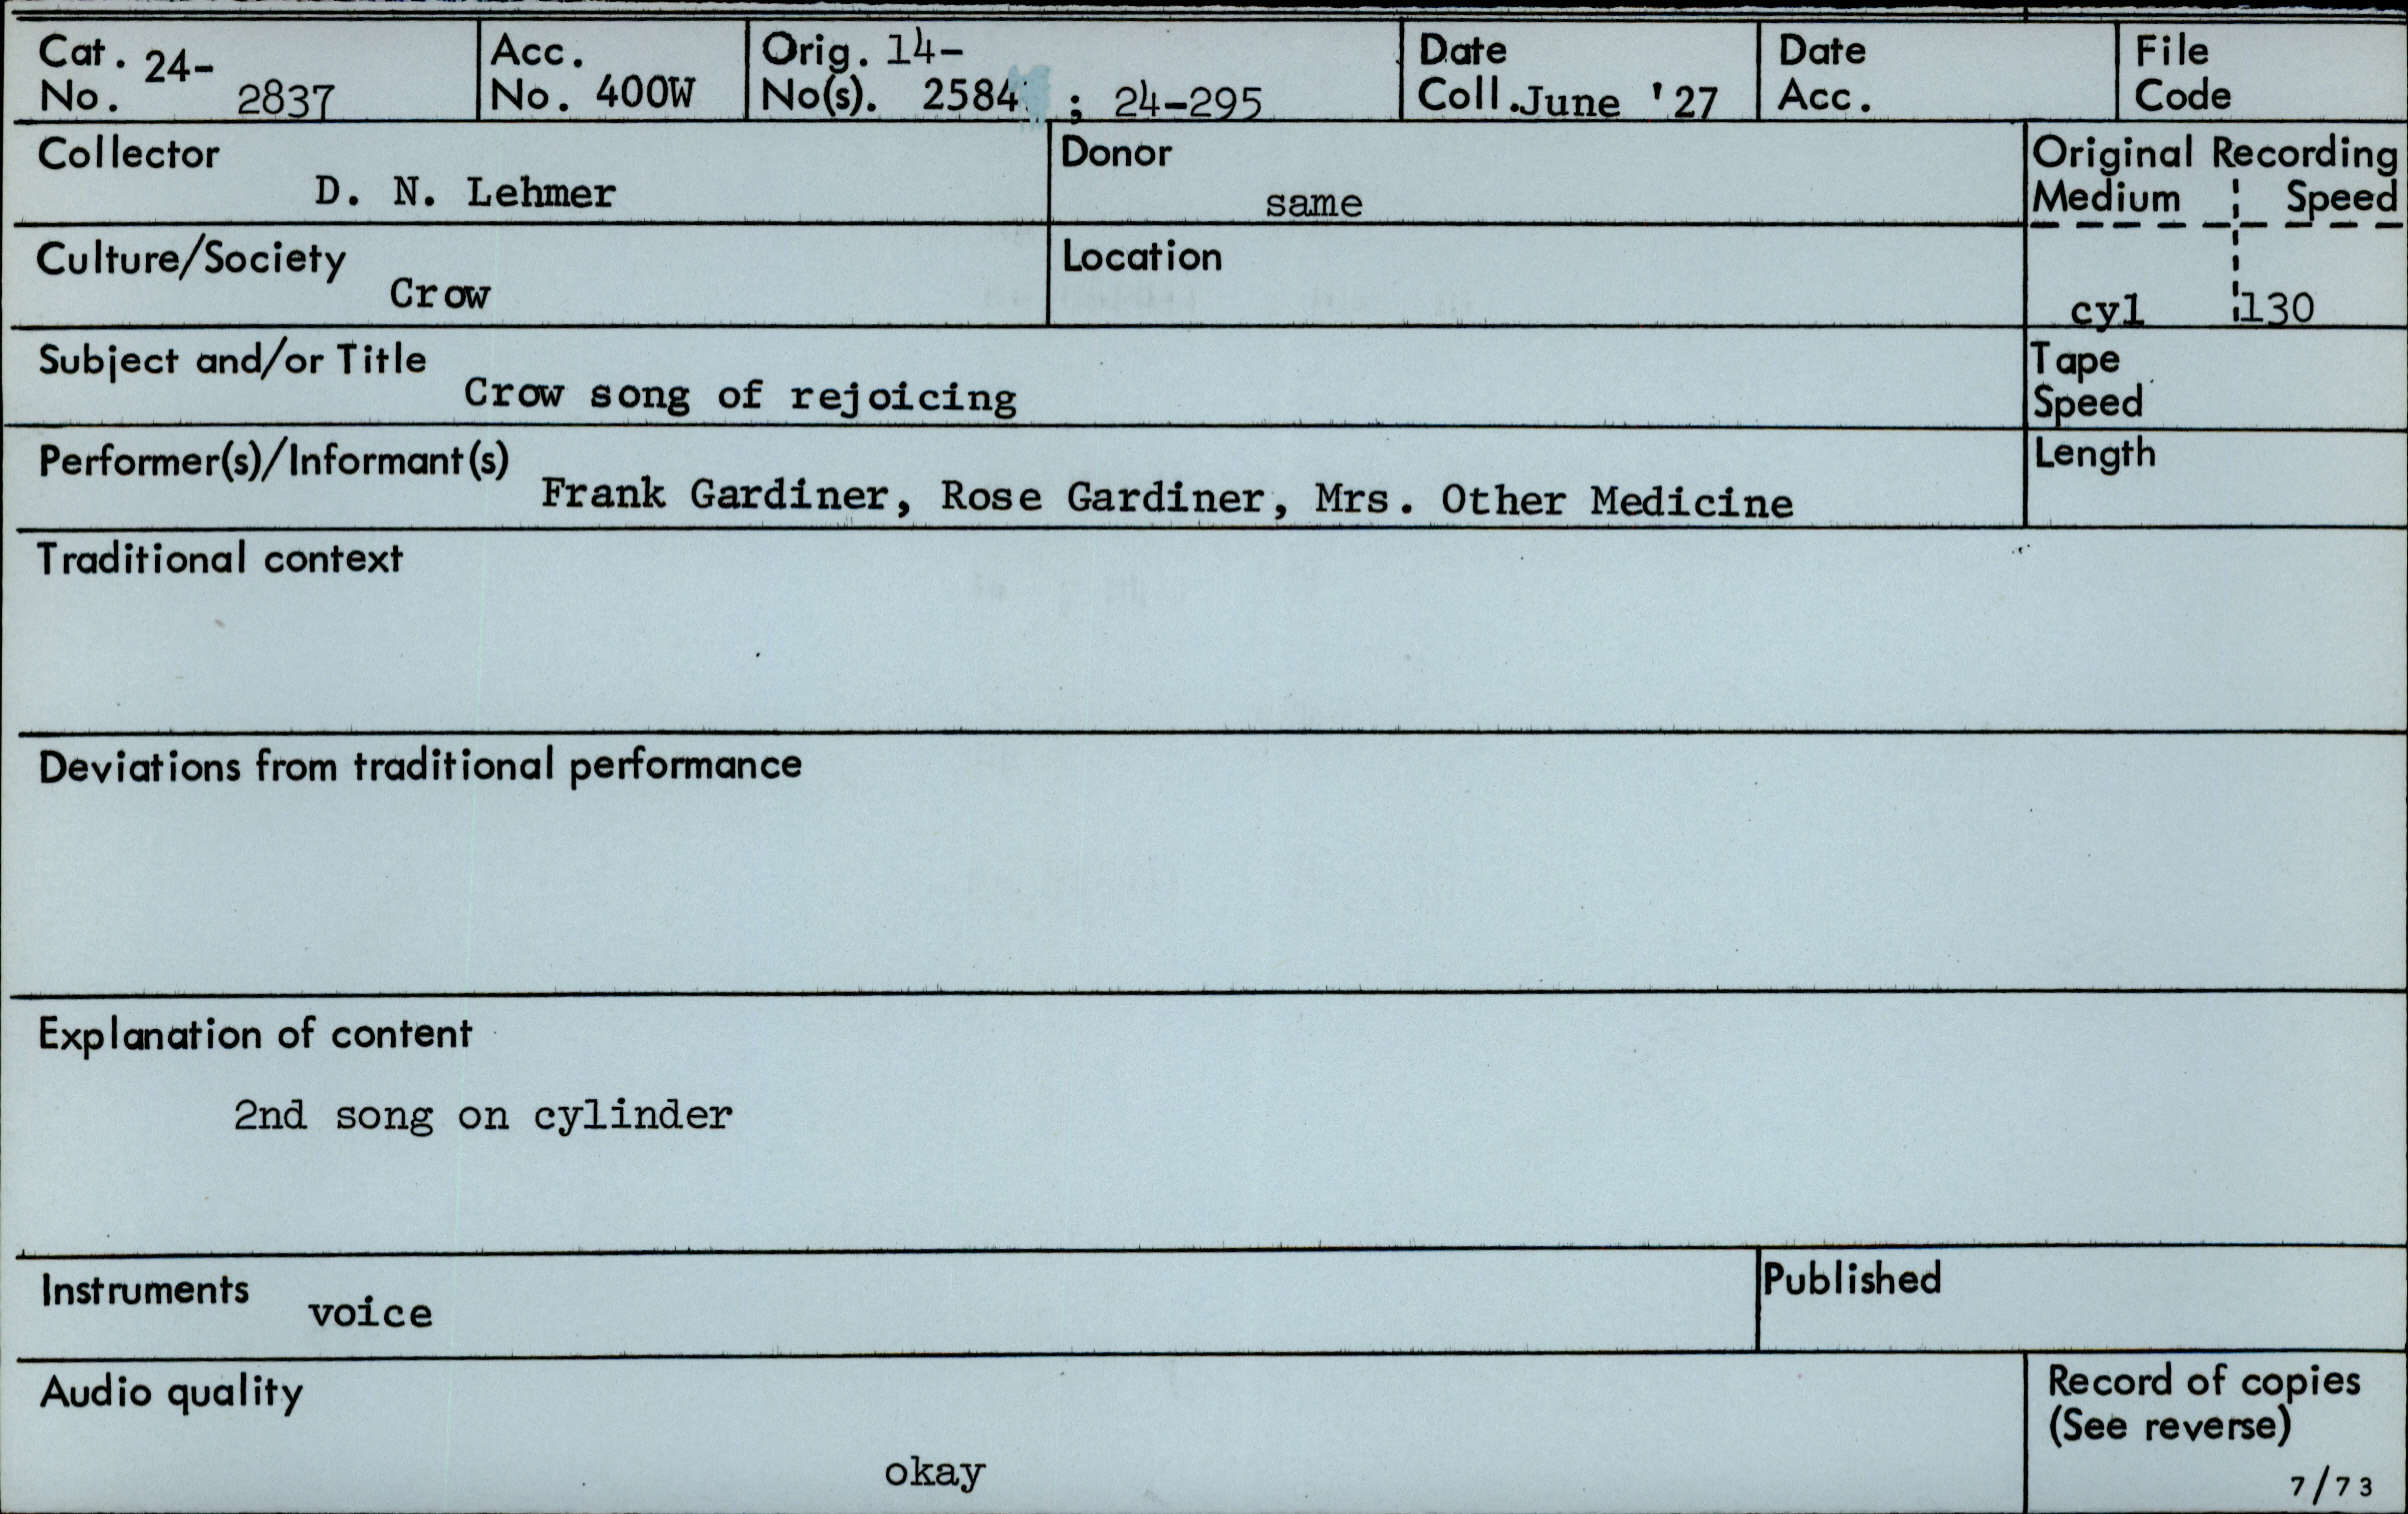 Cat. 24- Acc. Orig. 14- Date Date File
No. 2837 No. 400W No(s). 2584 ; 24-295 Coll. June '27 Acc. Code
Collector Donor Original Recording
D. N. Lehmer same Medium Speed
Culture/Society Location
Crow cyl 130
Subject and/or Title Tape
Crow song of rejoicing Speed
Performer(s)/Informant(s) Length
Frank Gardiner, Rose Gardiner, Mrs. Other Medicine
Traditional context
Deviations from traditional performance
Explanation of content
2nd song on cylinder
Instruments Published
voice
Audio quality Record of copies
(See reverse)
okay 7/73